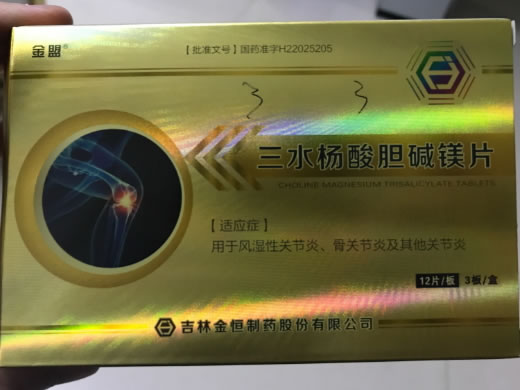 金盟®
【批准文号】国药准字H22025205
3 3
三水杨酸胆碱镁片
CHOLINE MAGNESIUM TRISALICYLATE TABLETS
【适应症】
用于风湿性关节炎、骨关节炎及其他关节炎
12片/板 3板/盒
吉林金恒制药股份有限公司